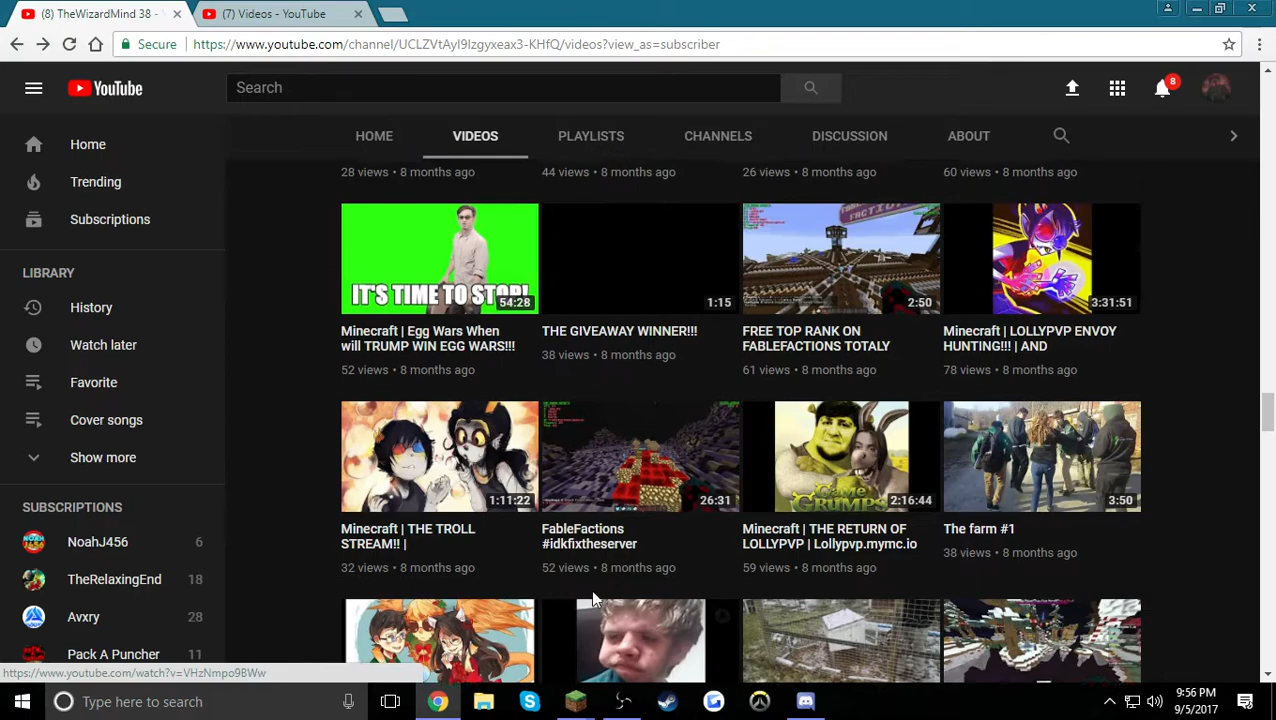 (8) TheWizardMind 38 -
(7) Videos - YouTube
Secure https://www.youtube.com/channel/UCLZVtAyI9Izgyxeax3-KHfQ/videos?view_as=subscriber
YouTube
Search
8
HOME VIDEOS PLAYLISTS CHANNELS DISCUSSION ABOUT
Home
Trending
Subscriptions
LIBRARY
History
Watch later
Favorite
Cover songs
Show more
SUBSCRIPTIONS
NoahJ456 6
TheRelaxingEnd 18
Avxry 28
Pack A Puncher 11
28 views • 8 months ago
44 views • 8 months ago
26 views • 8 months ago
60 views • 8 months ago
IT'S TIME TO STOP!
54:28
Minecraft | Egg Wars When
will TRUMP WIN EGG WARS!!!
52 views • 8 months ago
1:15
THE GIVEAWAY WINNER!!!
38 views • 8 months ago
2:50
FREE TOP RANK ON
FABLEFACTIONS TOTALY
61 views • 8 months ago
3:31:51
Minecraft | LOLLYPVP ENVOY
HUNTING!!! | AND
78 views • 8 months ago
1:11:22
Minecraft | THE TROLL
STREAM!! |
32 views • 8 months ago
26:31
FableFactions
#idkfixtheserver
52 views • 8 months ago
GAME
GRUMPS
2:16:44
Minecraft | THE RETURN OF
LOLLYPVP | Lollypvp.mymc.io
59 views • 8 months ago
3:50
The farm #1
38 views • 8 months ago
https://www.youtube.com/watch?v=VHzNmpo9BWw
Type here to search
9:56 PM
9/5/2017